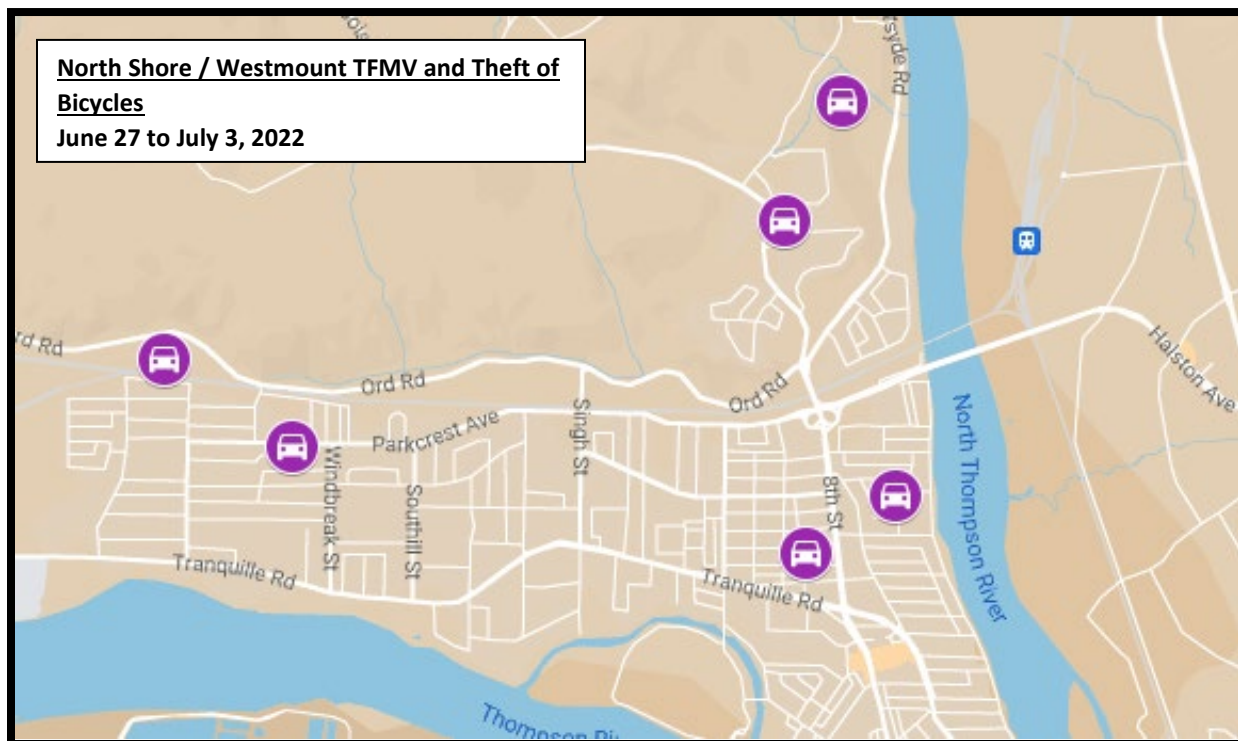 North Shore / Westmount TFMV and Theft of
Bicycles
June 27 to July 3, 2022
rd Rd
Ord Rd
Ord Rd
Halston Ave
Parkcrest Ave
Singh St
Windbreak St
Southill St
8th St
North Thompson River
Tranquille Rd
Tranquille Rd
Thompson